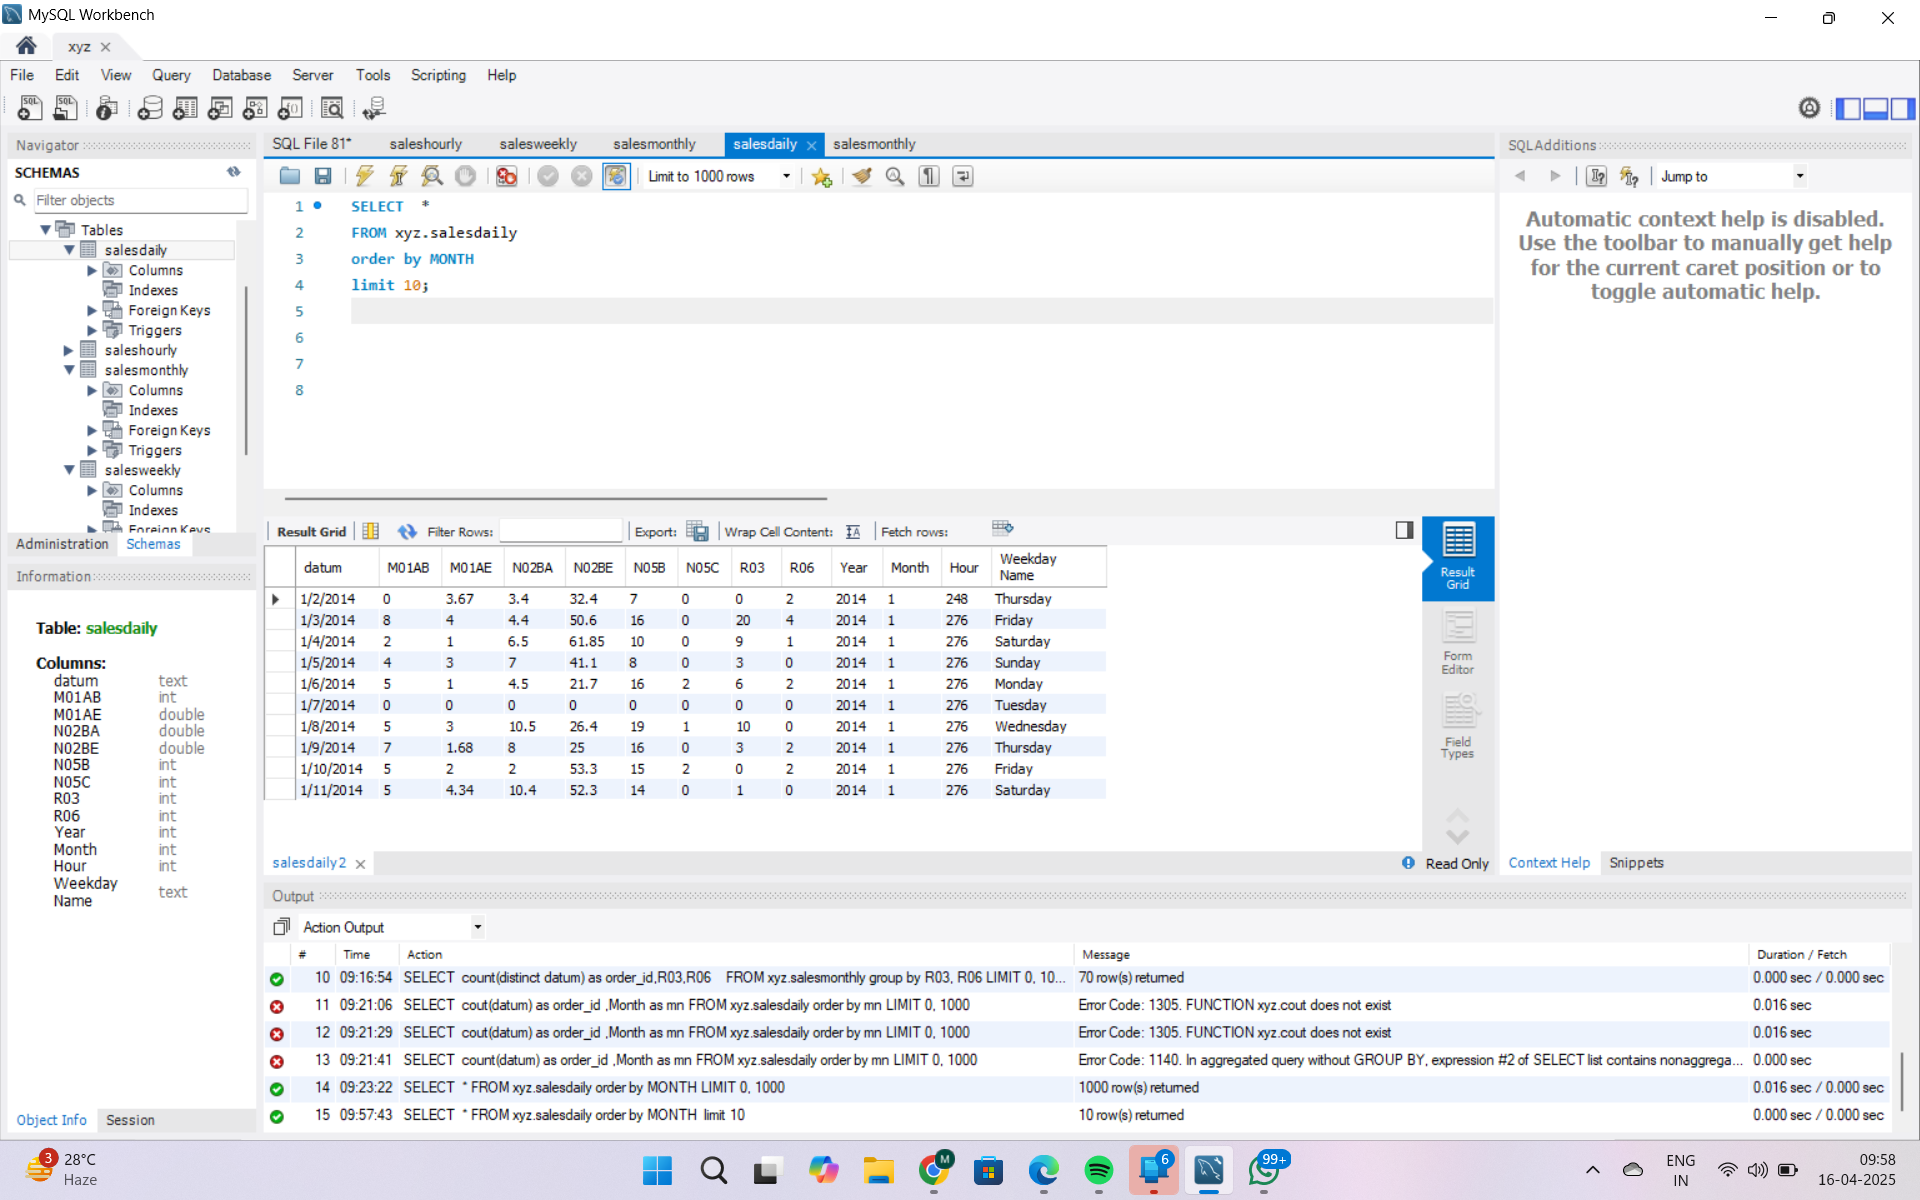 MySQL Workbench
xyz
File Edit View Query Database Server Tools Scripting Help
Navigator
SCHEMAS
Filter objects
Tables
salesdaily
Columns
Indexes
Foreign Keys
Triggers
saleshourly
salesmonthly
Columns
Indexes
Foreign Keys
Triggers
salesweekly
Columns
Indexes
Foreign Keys
Administration Schemas
Information
Table: salesdaily
Columns:
datum text
M01AB int
M01AE double
N02BA double
N02BE double
N05B int
N05C int
R03 int
R06 int
Year int
Month int
Hour int
Weekday
Name text
Object Info Session
SQL File 81* saleshourly salesweekly salesmonthly salesdaily salesmonthly
Limit to 1000 rows
1 SELECT *
2 FROM xyz.salesdaily
3 order by MONTH
4 limit 10;
5
6
7
8
Result Grid Filter Rows: Export: Wrap Cell Content: Fetch rows:
datum M01AB M01AE N02BA N02BE N05B N05C R03 R06 Year Month Hour Weekday Name
1/2/2014 0 3.67 3.4 32.4 7 0 0 2 2014 1 248 Thursday
1/3/2014 8 4 4.4 50.6 16 0 20 4 2014 1 276 Friday
1/4/2014 2 1 6.5 61.85 10 0 9 1 2014 1 276 Saturday
1/5/2014 4 3 7 41.1 8 0 3 0 2014 1 276 Sunday
1/6/2014 5 1 4.5 21.7 16 2 6 2 2014 1 276 Monday
1/7/2014 0 0 0 0 0 0 0 0 2014 1 276 Tuesday
1/8/2014 5 3 10.5 26.4 19 1 10 0 2014 1 276 Wednesday
1/9/2014 7 1.68 8 25 16 0 3 2 2014 1 276 Thursday
1/10/2014 5 2 2 53.3 15 2 0 2 2014 1 276 Friday
1/11/2014 5 4.34 10.4 52.3 14 0 1 0 2014 1 276 Saturday
Result
Grid
Form
Editor
Field
Types
salesdaily 2
Read Only
SQLAdditions
Jump to
Automatic context help is disabled.
Use the toolbar to manually get help
for the current caret position or to
toggle automatic help.
Context Help Snippets
Output
Action Output
# Time Action Message Duration / Fetch
10 09:16:54 SELECT count(distinct datum) as order_id,R03,R06 FROM xyz.salesmonthly group by R03, R06 LIMIT 0, 10... 70 row(s) returned 0.000 sec / 0.000 sec
11 09:21:06 SELECT cout(datum) as order_id ,Month as mn FROM xyz.salesdaily order by mn LIMIT 0, 1000 Error Code: 1305. FUNCTION xyz.cout does not exist 0.016 sec
12 09:21:29 SELECT cout(datum) as order_id ,Month as mn FROM xyz.salesdaily order by mn LIMIT 0, 1000 Error Code: 1305. FUNCTION xyz.cout does not exist 0.016 sec
13 09:21:41 SELECT count(datum) as order_id ,Month as mn FROM xyz.salesdaily order by mn LIMIT 0, 1000 Error Code: 1140. In aggregated query without GROUP BY, expression #2 of SELECT list contains nonaggrega... 0.000 sec
14 09:23:22 SELECT * FROM xyz.salesdaily order by MONTH LIMIT 0, 1000 1000 row(s) returned 0.016 sec / 0.000 sec
15 09:57:43 SELECT * FROM xyz.salesdaily order by MONTH limit 10 10 row(s) returned 0.000 sec / 0.000 sec
3
28°C
Haze
M
6
99+
ENG
IN
09:58
16-04-2025